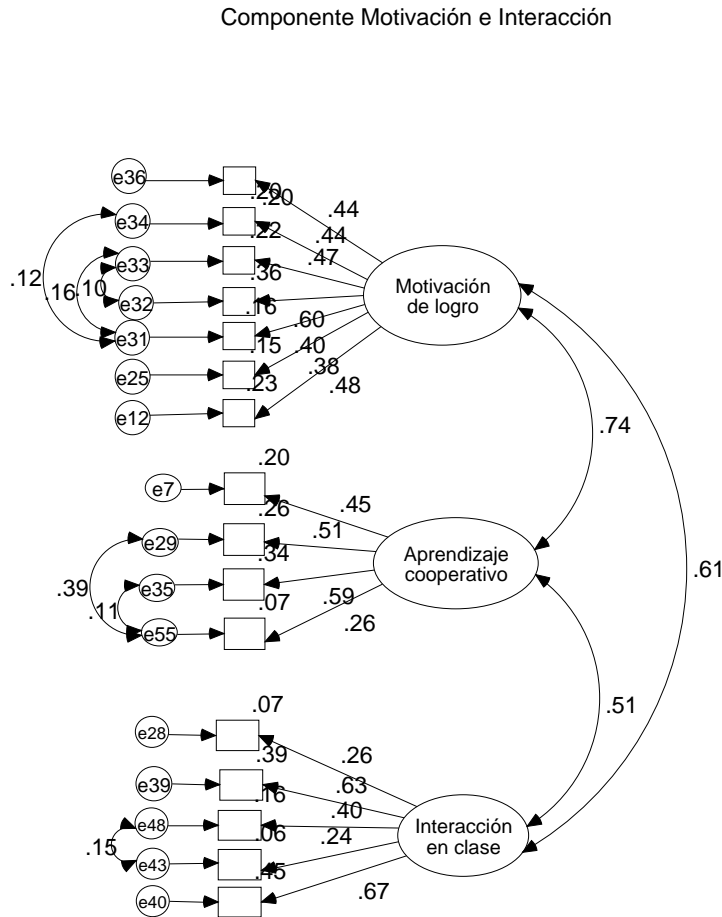 Componente Motivación e Interacción
e36
.20
.20
.44
e34
.22
.44
e33
.36
.47
.12
.16
.10
e32
.16
.60
e31
.15
.40
e25
.23
.38
e12
.48
Motivación
de logro
.74
.61
.20
e7
.26
.45
e29
.34
.51
.39
.11
e35
.07
.59
e55
.26
Aprendizaje
cooperativo
.51
.07
e28
.39
.26
e39
.16
.63
e48
.06
.40
.15
e43
.45
.24
e40
.67
Interacción
en clase